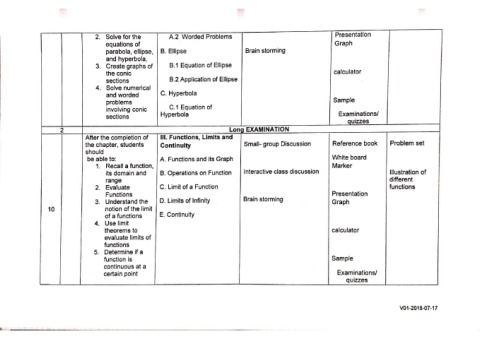 2. Solve for the
equations of
parabola, ellipse,
and hyperbola.
3. Create graphs of
the conic
sections
4. Solve numerical
and worded
problems
involving conic
sections
A.2 Worded Problems
B. Ellipse
B.1 Equation of Ellipse
B.2 Application of Ellipse
C. Hyperbola
C.1 Equation of
Hyperbola
Brain storming
Presentation
Graph
calculator
Sample
Examinations/
quizzes
2
Long EXAMINATION
10
After the completion of
the chapter, students
should
be able to:
1. Recall a function,
its domain and
range
2. Evaluate
Functions
3. Understand the
notion of the limit
of a functions
4. Use limit
theorems to
evaluate limits of
functions
5. Determine if a
function is
continuous at a
certain point
III. Functions, Limits and
Continuity
A. Functions and its Graph
B. Operations on Function
C. Limit of a Function
D. Limits of Infinity
E. Continuity
Small- group Discussion
Interactive class discussion
Brain storming
Reference book
White board
Marker
Presentation
Graph
calculator
Sample
Examinations/
quizzes
Problem set
Illustration of
different
functions
V01-2018-07-17